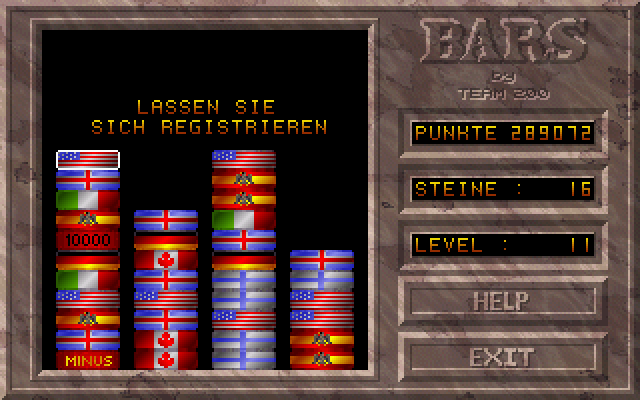 BARS
by
TEAM 200
LASSEN SIE
SICH REGISTRIEREN
PUNKTE 289072
STEINE : 16
LEVEL : 11
10000
MINUS
HELP
EXIT